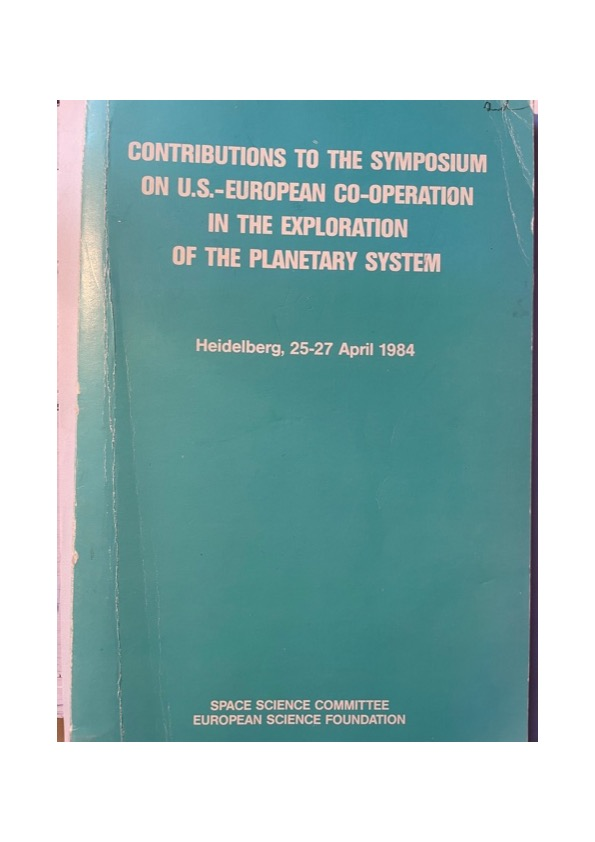 CONTRIBUTIONS TO THE SYMPOSIUM
ON U.S.-EUROPEAN CO-OPERATION
IN THE EXPLORATION
OF THE PLANETARY SYSTEM
Heidelberg, 25-27 April 1984
SPACE SCIENCE COMMITTEE
EUROPEAN SCIENCE FOUNDATION